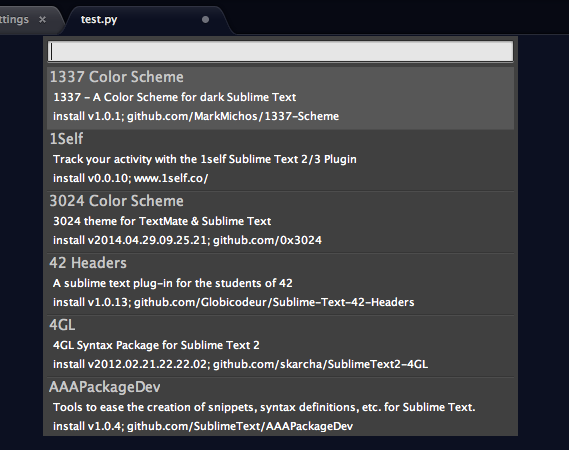 ttings ×
test.py
1337 Color Scheme
1337 - A Color Scheme for dark Sublime Text
install v1.0.1; github.com/MarkMichos/1337-Scheme
1Self
Track your activity with the 1self Sublime Text 2/3 Plugin
install v0.0.10; www.1self.co/
3024 Color Scheme
3024 theme for TextMate & Sublime Text
install v2014.04.29.09.25.21; github.com/0x3024
42 Headers
A sublime text plug-in for the students of 42
install v1.0.13; github.com/Globicodeur/Sublime-Text-42-Headers
4GL
4GL Syntax Package for Sublime Text 2
install v2012.02.21.22.22.02; github.com/skarcha/SublimeText2-4GL
AAAPackageDev
Tools to ease the creation of snippets, syntax definitions, etc. for Sublime Text.
install v1.0.4; github.com/SublimeText/AAAPackageDev